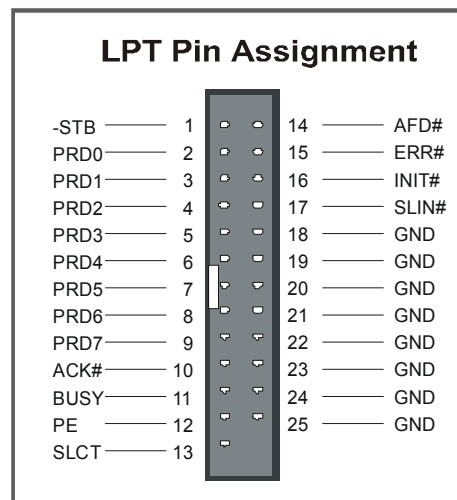 LPT Pin Assignment
-STB 1 14 AFD#
PRD0 2 15 ERR#
PRD1 3 16 INIT#
PRD2 4 17 SLIN#
PRD3 5 18 GND
PRD4 6 19 GND
PRD5 7 20 GND
PRD6 8 21 GND
PRD7 9 22 GND
ACK# 10 23 GND
BUSY 11 24 GND
PE 12 25 GND
SLCT 13